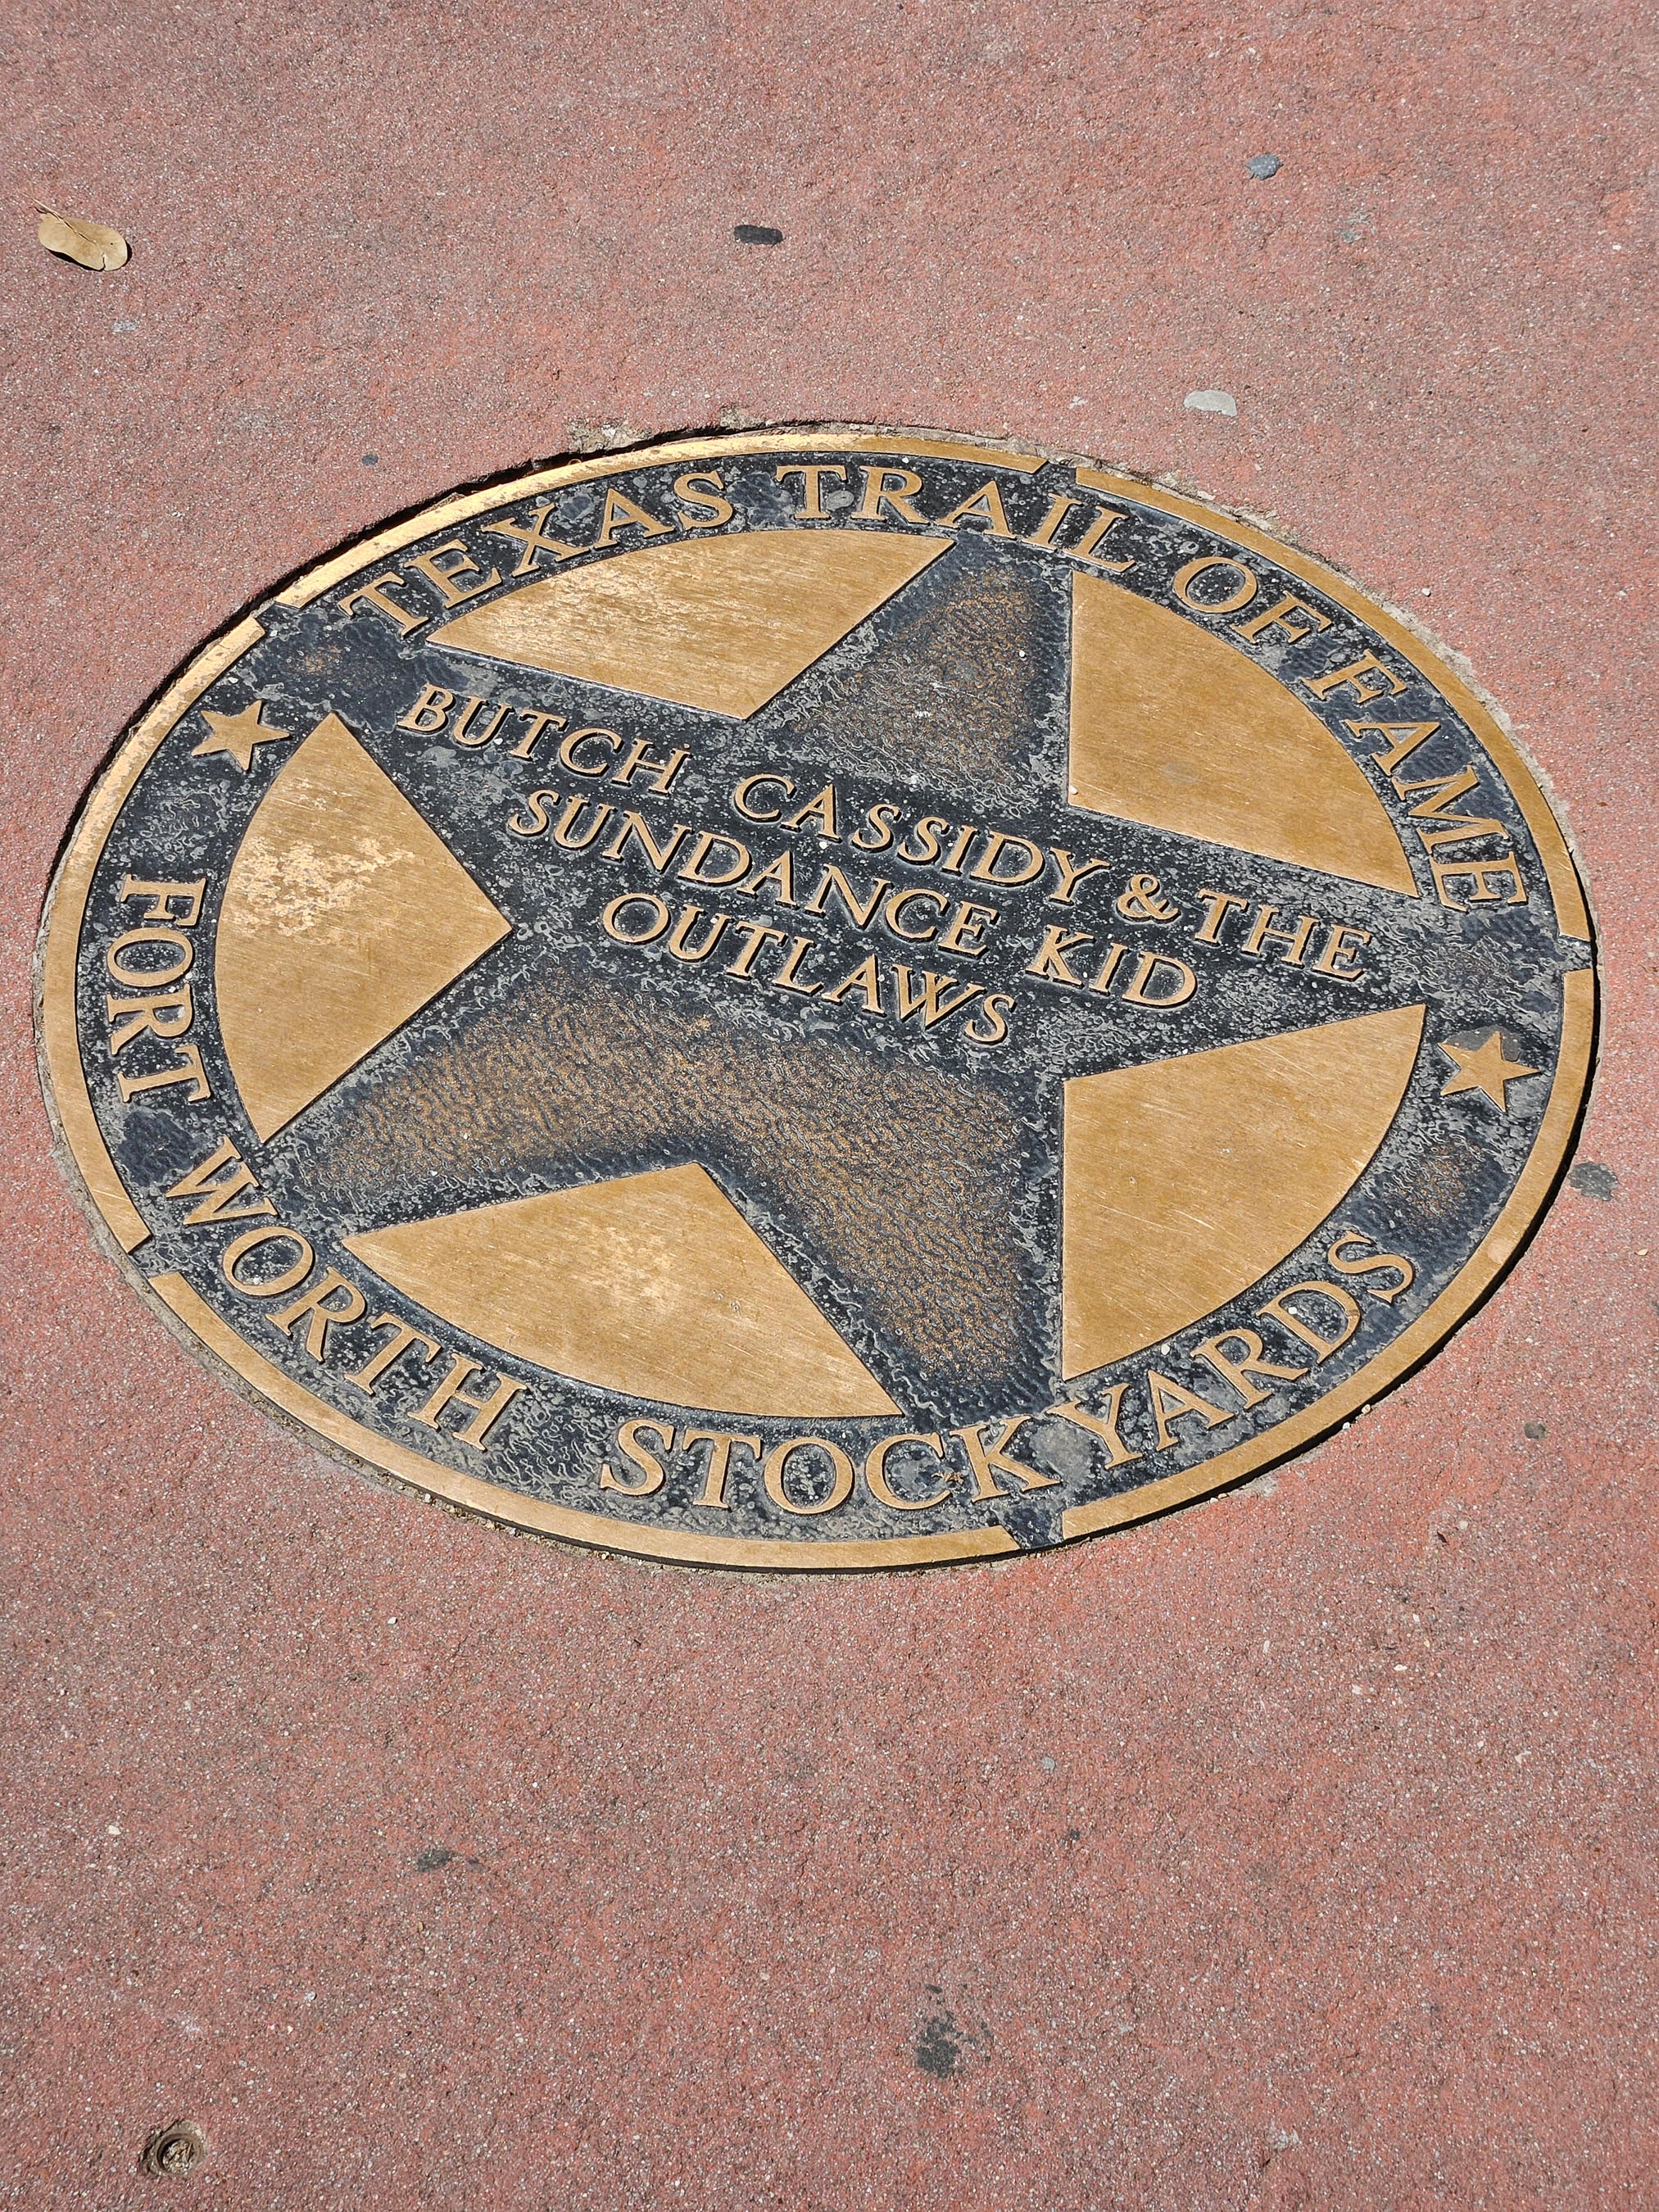 TEXAS TRAIL OF FAME
BUTCH CASSIDY & THE
SUNDANCE KID
OUTLAWS
FORT WORTH STOCKYARDS